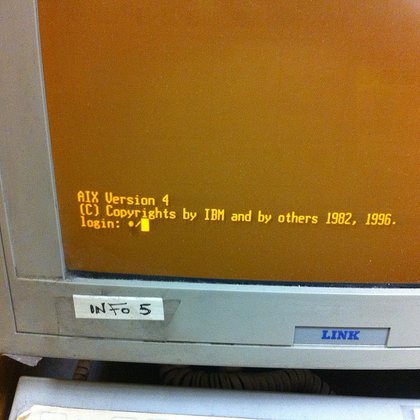 AIX Version 4
(C) Copyrights by IBM and by others 1982, 1996.
login: */
INFO 5
LINK